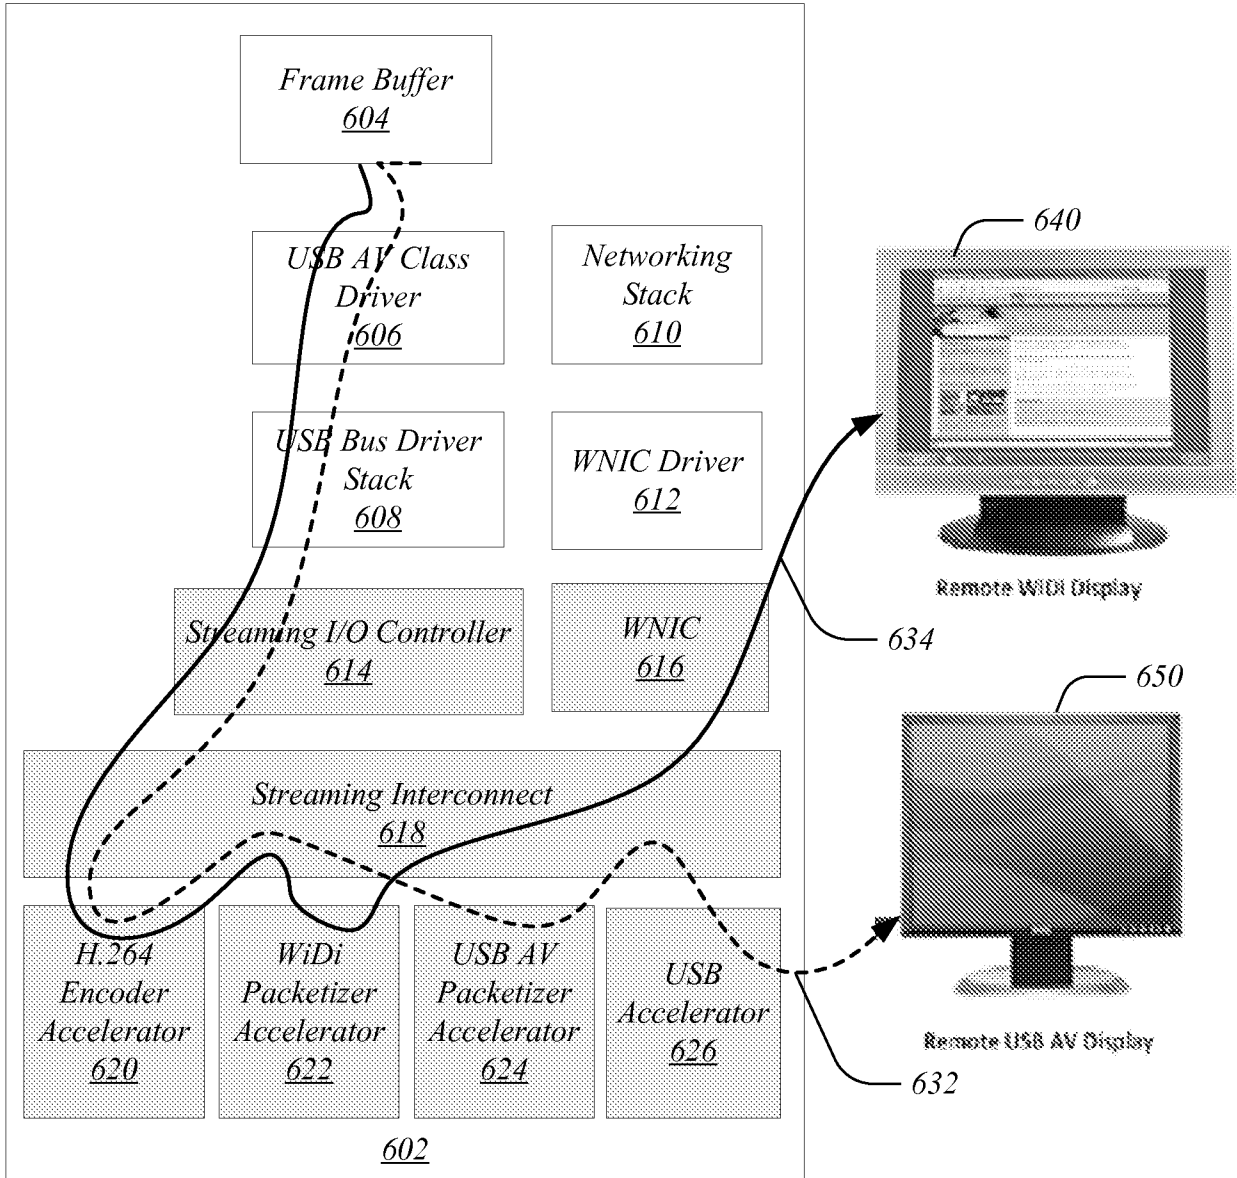 Frame Buffer
604
USB AV Class
Driver
606
Networking
Stack
610
640
USB Bus Driver
Stack
608
WNIC Driver
612
Remote WiDi Display
Streaming I/O Controller
614
WNIC
616
634
650
Streaming Interconnect
618
H.264
Encoder
Accelerator
620
WiDi
Packetizer
Accelerator
622
USB AV
Packetizer
Accelerator
624
USB
Accelerator
626
Remote USB AV Display
632
602